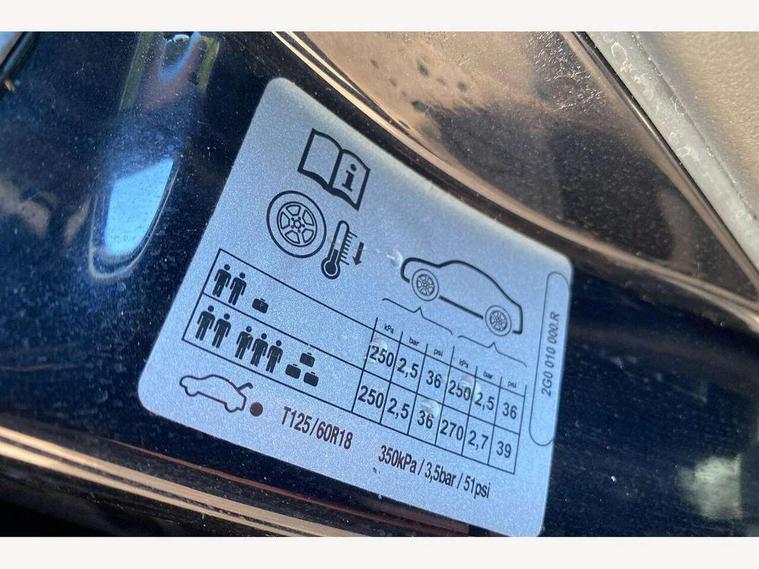 i
kPa bar psi kPa bar psi
250 2,5 36 250 2,5 36
250 2,5 36 270 2,7 39
T125/60R18 350kPa / 3,5bar / 51psi
2G0 010 000.R